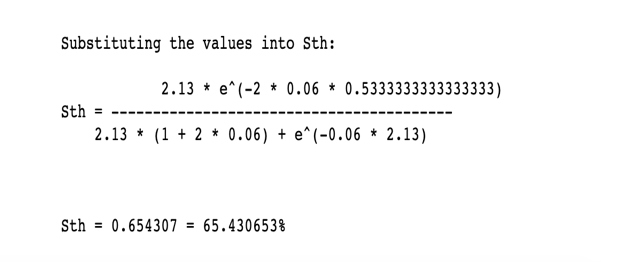 Substituting the values into Sth:
2.13 * e^(-2 * 0.06 * 0.5333333333333333)
Sth = -----------------------------------------
2.13 * (1 + 2 * 0.06) + e^(-0.06 * 2.13)
Sth = 0.654307 = 65.430653%